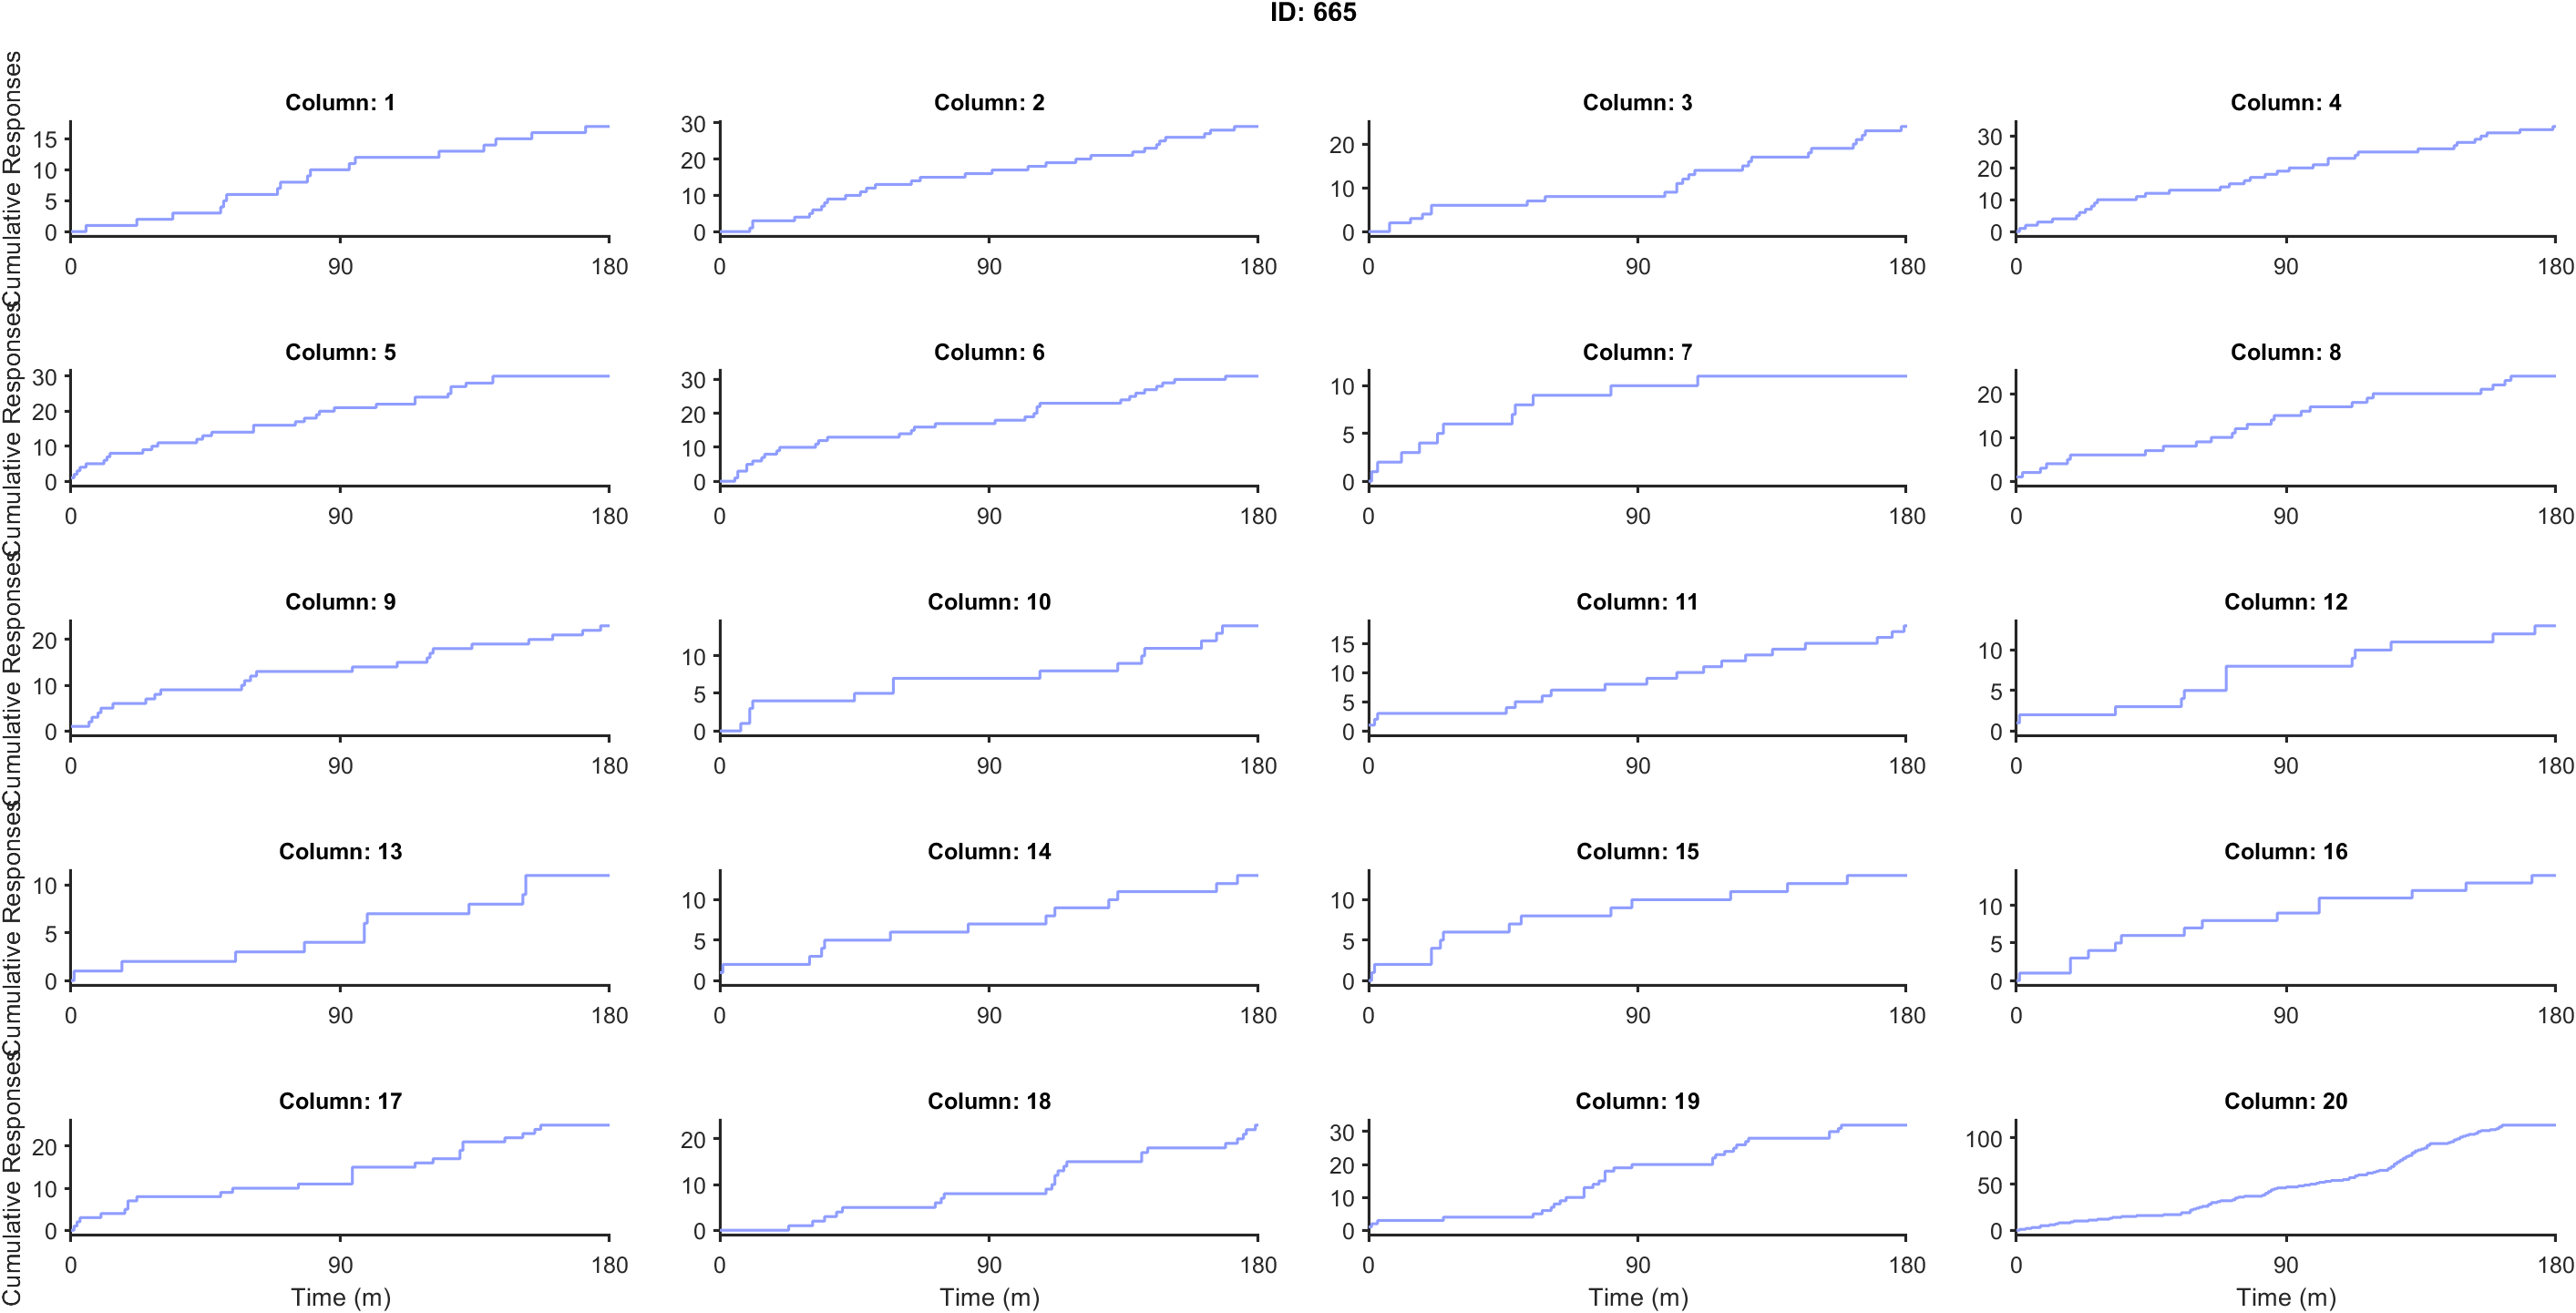 ID: 665
Column: 1
Column: 2
Column: 3
Column: 4
Cumulative Responses
15
10
5
0
0 90 180
30
20
10
0
0 90 180
20
10
0
0 90 180
30
20
10
0
0 90 180
Column: 5
Column: 6
Column: 7
Column: 8
Cumulative Responses
30
20
10
0
0 90 180
30
20
10
0
0 90 180
10
5
0
0 90 180
20
10
0
0 90 180
Column: 9
Column: 10
Column: 11
Column: 12
Cumulative Responses
20
10
0
0 90 180
10
5
0
0 90 180
15
10
5
0
0 90 180
10
5
0
0 90 180
Column: 13
Column: 14
Column: 15
Column: 16
Cumulative Responses
10
5
0
0 90 180
10
5
0
0 90 180
10
5
0
0 90 180
10
5
0
0 90 180
Column: 17
Column: 18
Column: 19
Column: 20
Cumulative Responses
20
10
0
0 90 180
Time (m)
20
10
0
0 90 180
Time (m)
30
20
10
0
0 90 180
Time (m)
100
50
0
0 90 180
Time (m)